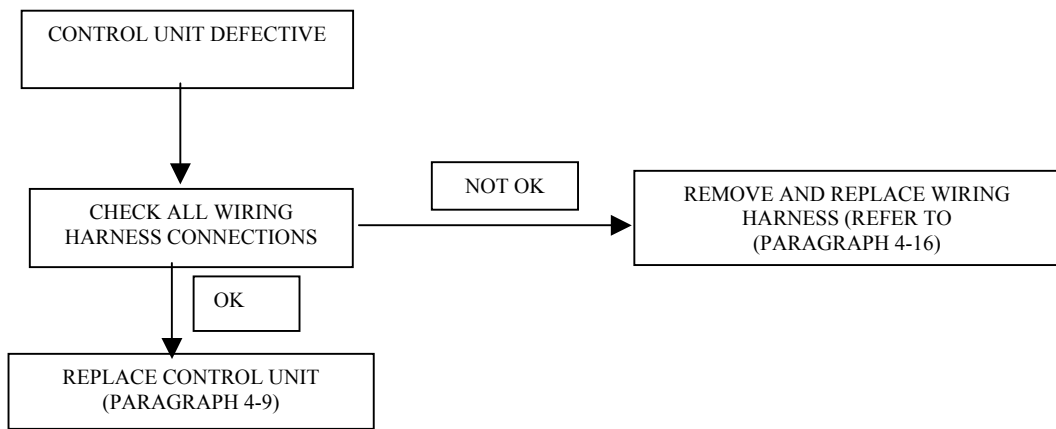 CONTROL UNIT DEFECTIVE
NOT OK
CHECK ALL WIRING
HARNESS CONNECTIONS
REMOVE AND REPLACE WIRING
HARNESS (REFER TO
(PARAGRAPH 4-16)
OK
REPLACE CONTROL UNIT
(PARAGRAPH 4-9)